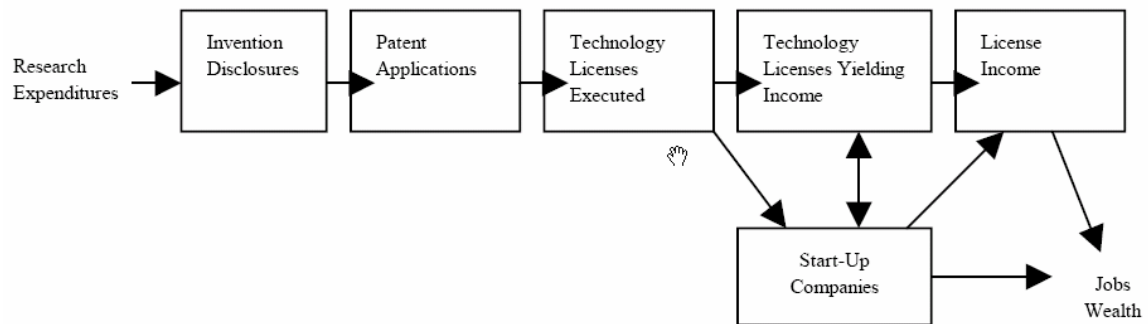 Research
Expenditures
Invention
Disclosures
Patent
Applications
Technology
Licenses
Executed
Technology
Licenses Yielding
Income
License
Income
Start-Up
Companies
Jobs
Wealth